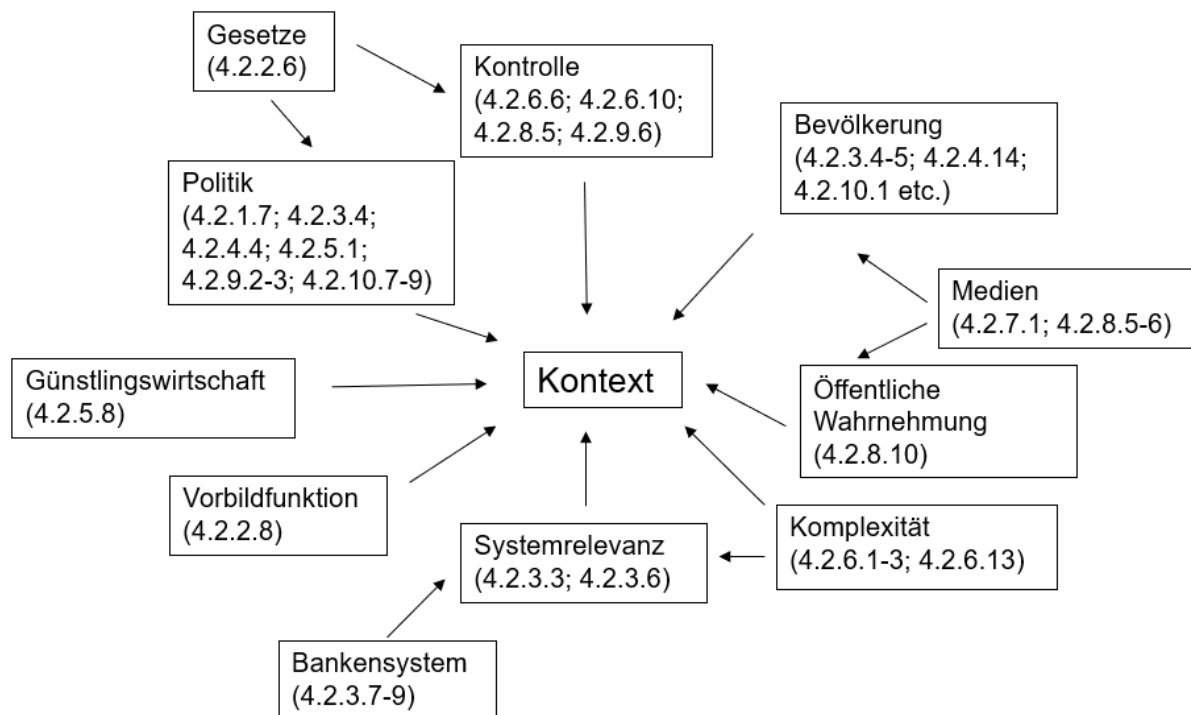 Gesetze
(4.2.2.6)
Kontrolle
(4.2.6.6; 4.2.6.10;
4.2.8.5; 4.2.9.6)
Bevölkerung
(4.2.3.4-5; 4.2.4.14;
4.2.10.1 etc.)
Politik
(4.2.1.7; 4.2.3.4;
4.2.4.4; 4.2.5.1;
4.2.9.2-3; 4.2.10.7-9)
Medien
(4.2.7.1; 4.2.8.5-6)
Günstlingswirtschaft
(4.2.5.8)
Kontext
Öffentliche
Wahrnehmung
(4.2.8.10)
Vorbildfunktion
(4.2.2.8)
Systemrelevanz
(4.2.3.3; 4.2.3.6)
Komplexität
(4.2.6.1-3; 4.2.6.13)
Bankensystem
(4.2.3.7-9)